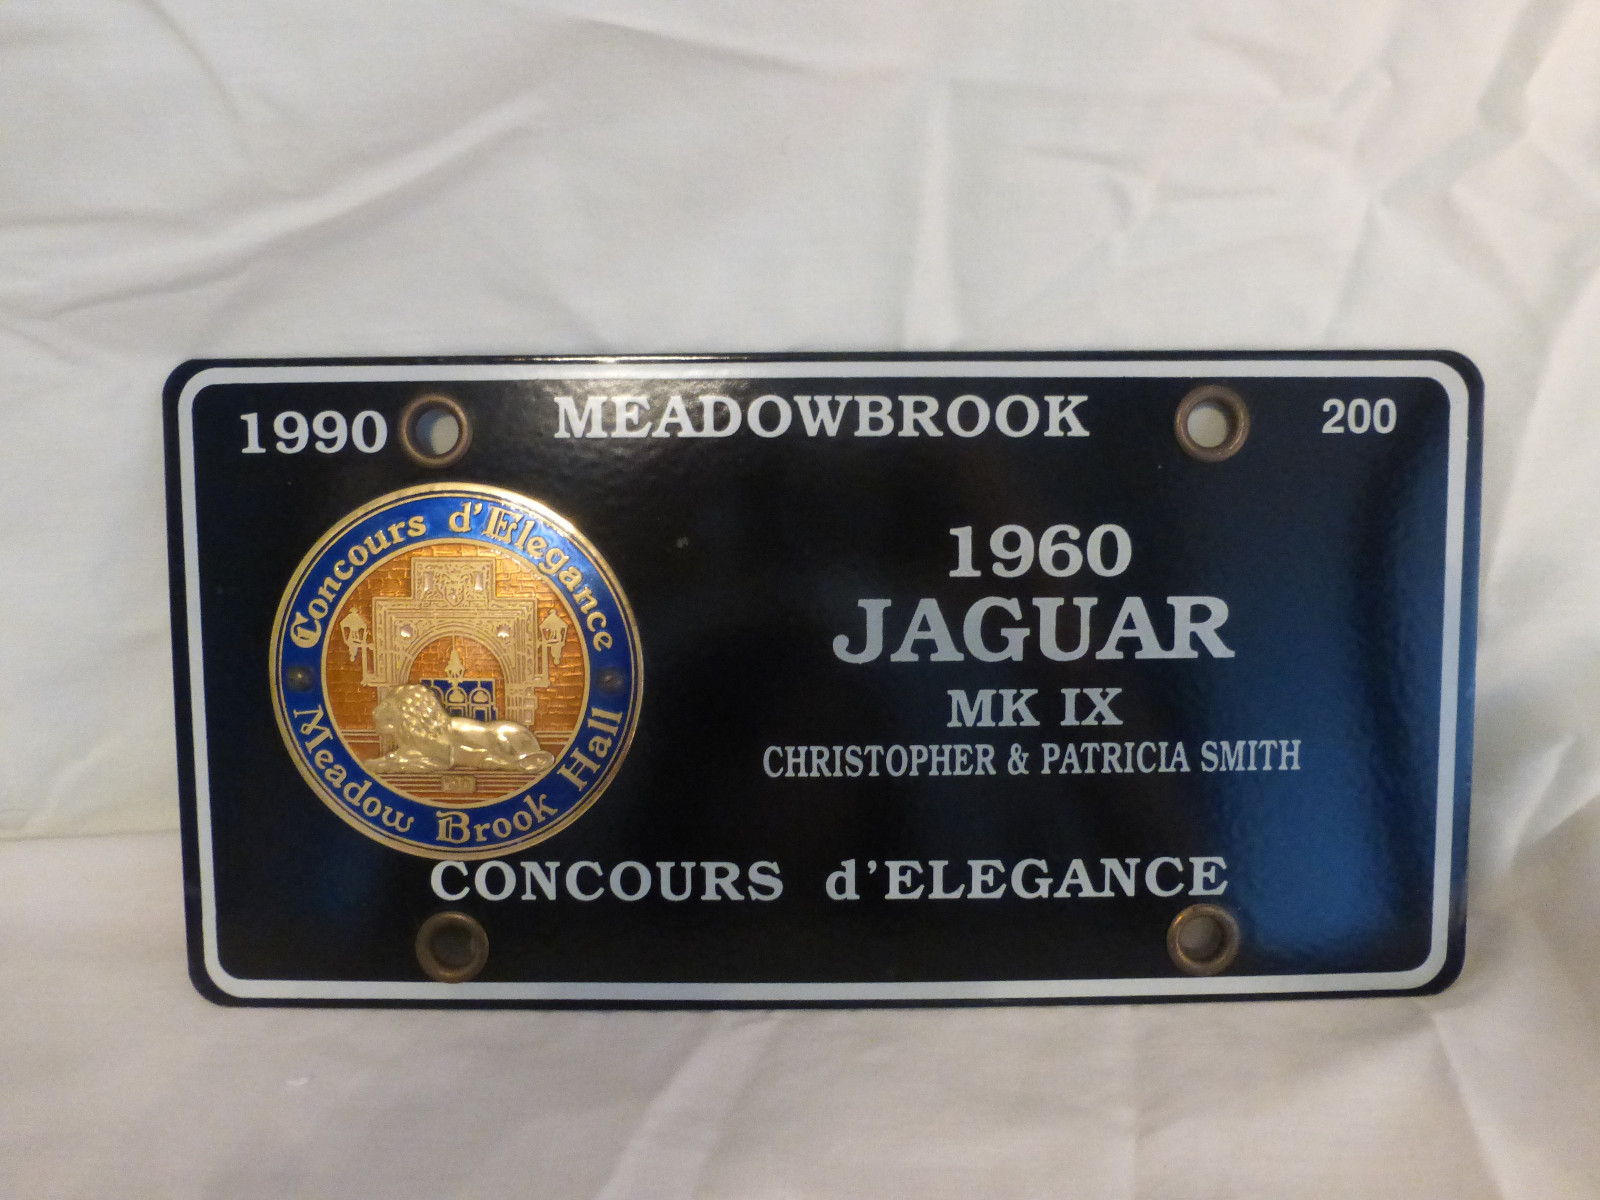 1990 MEADOWBROOK 200
Concours d'Elegance
Meadow Brook Hall
1960
JAGUAR
MK IX
CHRISTOPHER & PATRICIA SMITH
CONCOURS d'ELEGANCE